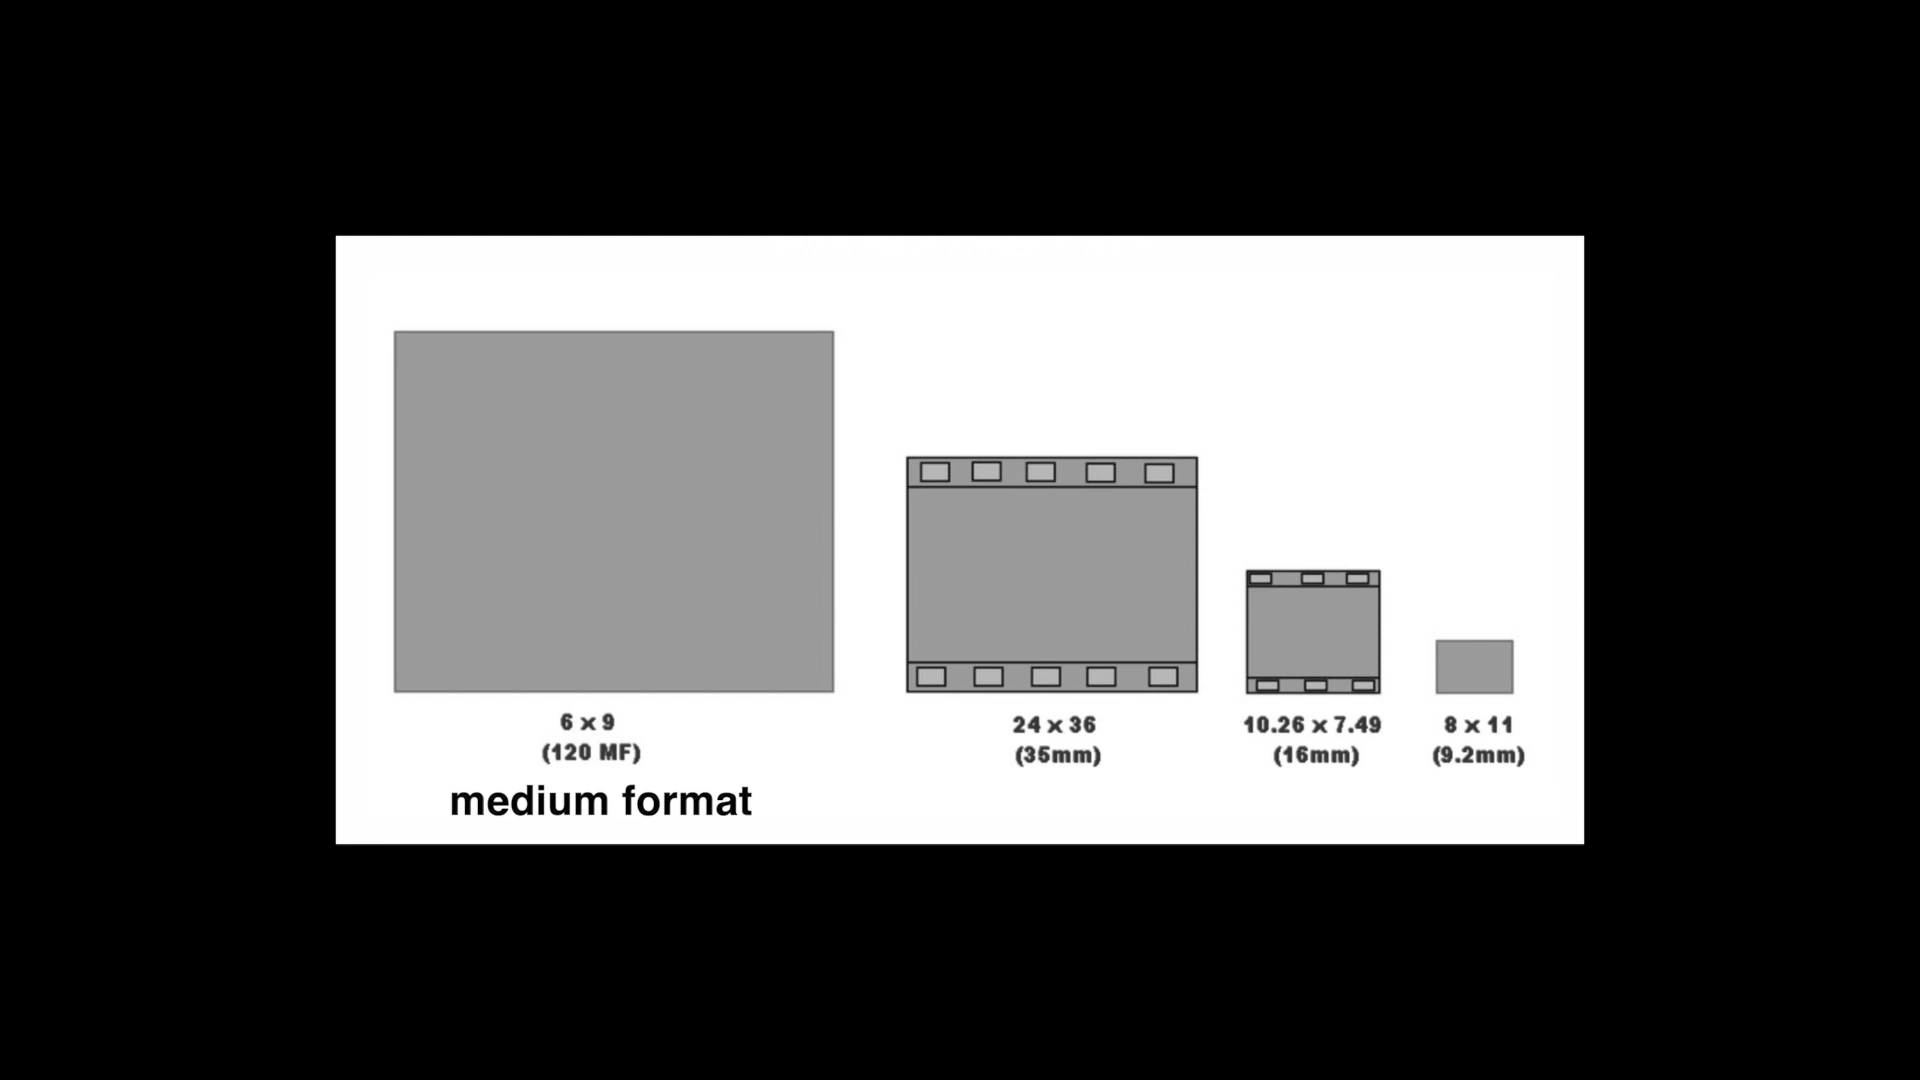 6 x 9
(120 MF)
medium format
24 x 36
(35mm)
10.26 x 7.49
(16mm)
8 x 11
(9.2mm)